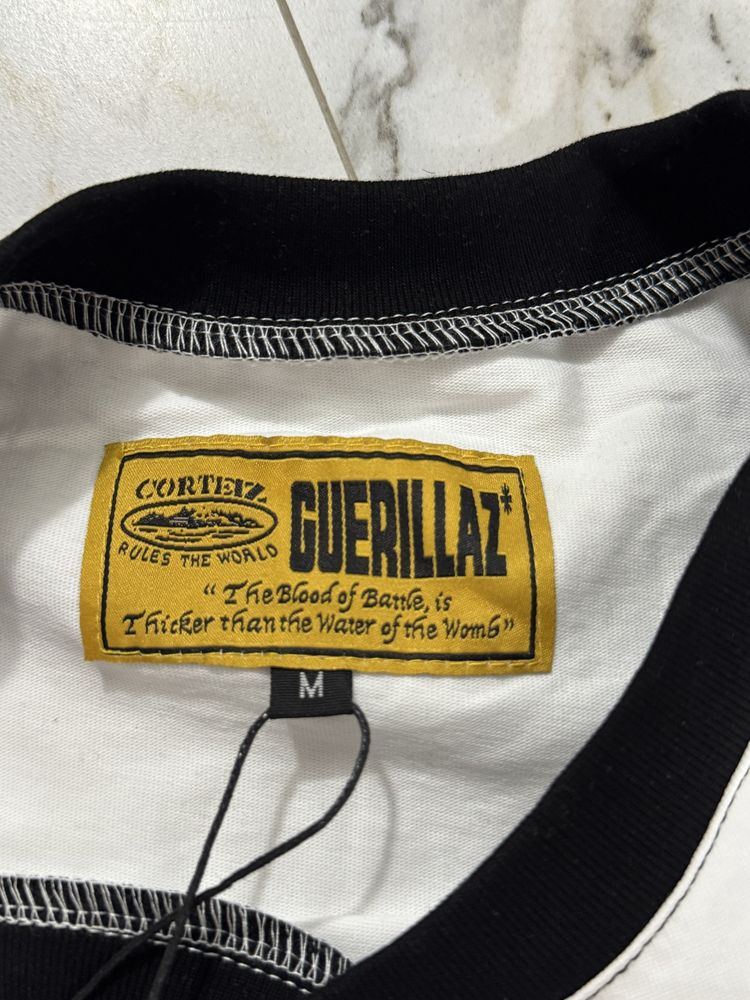 CORTEIZ
RULES THE WORLD
GUERILLAZ*
"The Blood of Battle, is
Thicker than the Water of the Womb"
M